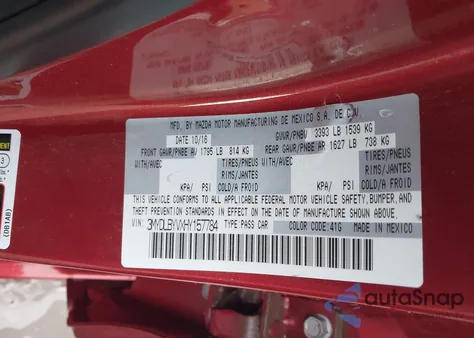 MFD. BY MAZDA MOTOR MANUFACTURING DE MEXICO S.A. DE C.V.
DATE 10/16 GVWR/PNBV 3393 LB 1539 KG
FRONT GAWR/PNBE AV 1795 LB 814 KG REAR GAWR/PNBE AR 1627 LB 738 KG
WITH/AVEC TIRES/PNEUS WITH/AVEC TIRES/PNEUS
KPA/ PSI COLD/A FROID KPA/ PSI COLD/A FROID
THIS VEHICLE CONFORMS TO ALL APPLICABLE FEDERAL MOTOR VEHICLE SAFETY, BUMPER, AND
THEFT PREVENTION STANDARDS IN EFFECT ON THE DATE OF MANUFACTURE SHOWN ABOVE.
VIN: 3MYDLBYVXHY157784 TYPE:PASS CAR COLOR CODE:41G MADE IN MEXICO
(DB1AB)
3
autoSnap